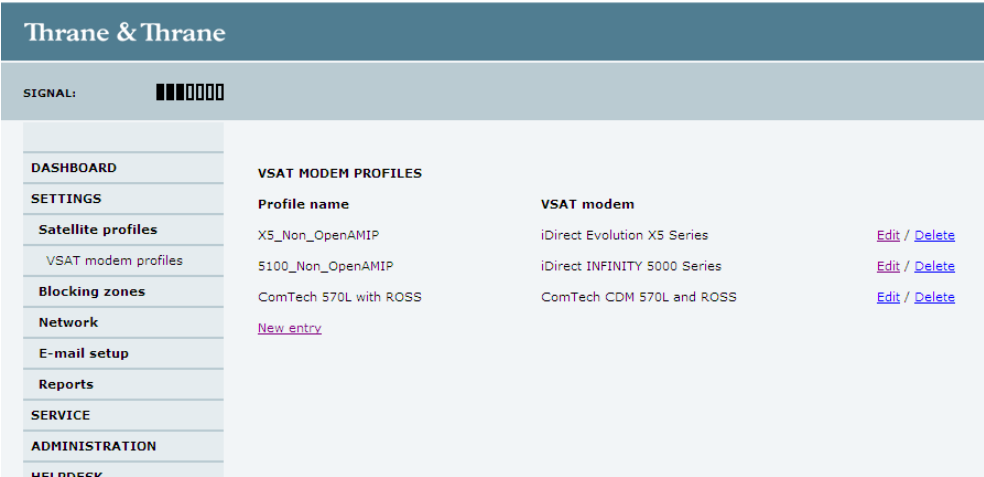 Thrane & Thrane
SIGNAL:
DASHBOARD
SETTINGS
Satellite profiles
VSAT modem profiles
Blocking zones
Network
E-mail setup
Reports
SERVICE
ADMINISTRATION
HELPDESK
VSAT MODEM PROFILES
Profile name VSAT modem
X5_Non_OpenAMIP iDirect Evolution X5 Series Edit / Delete
5100_Non_OpenAMIP iDirect INFINITY 5000 Series Edit / Delete
ComTech 570L with ROSS ComTech CDM 570L and ROSS Edit / Delete
New entry